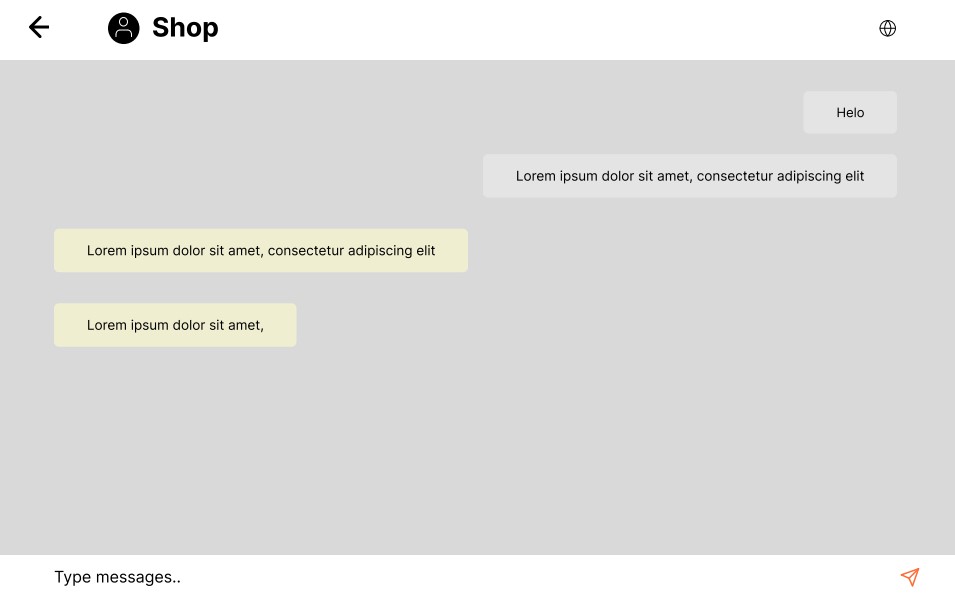 Shop
Helo
Lorem ipsum dolor sit amet, consectetur adipiscing elit
Lorem ipsum dolor sit amet, consectetur adipiscing elit
Lorem ipsum dolor sit amet,
Type messages..